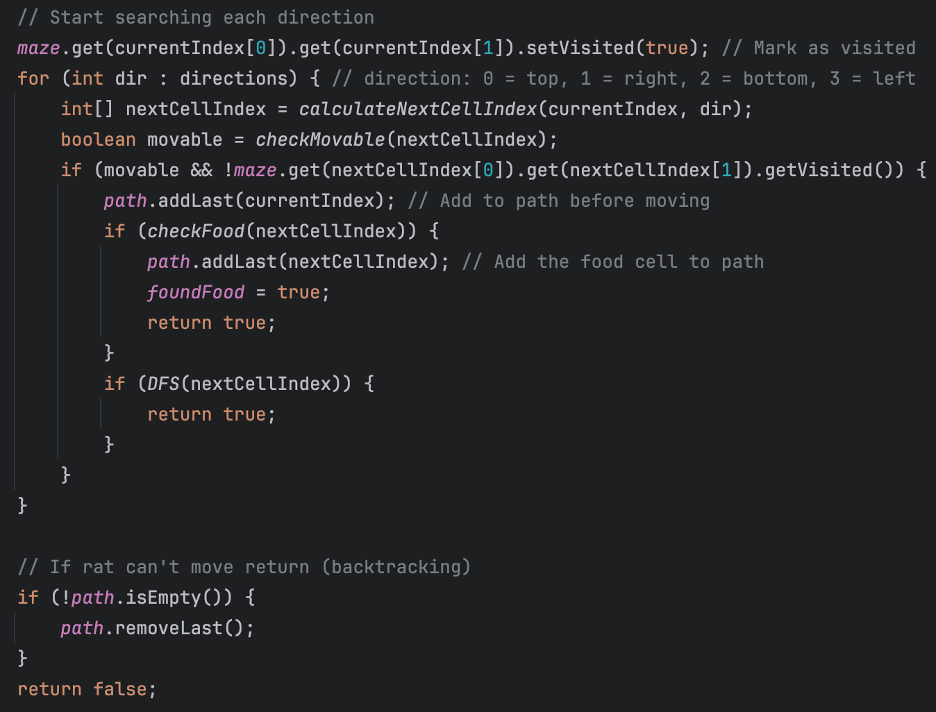 // Start searching each direction
maze.get(currentIndex[0]).get(currentIndex[1]).setVisited(true); // Mark as visited
for (int dir : directions) { // direction: 0 = top, 1 = right, 2 = bottom, 3 = left
    int[] nextCellIndex = calculateNextCellIndex(currentIndex, dir);
    boolean movable = checkMovable(nextCellIndex);
    if (movable && !maze.get(nextCellIndex[0]).get(nextCellIndex[1]).getVisited()) {
        path.addLast(currentIndex); // Add to path before moving
        if (checkFood(nextCellIndex)) {
            path.addLast(nextCellIndex); // Add the food cell to path
            foundFood = true;
            return true;
        }
        if (DFS(nextCellIndex)) {
            return true;
        }
    }
}
// If rat can't move return (backtracking)
if (!path.isEmpty()) {
    path.removeLast();
}
return false;